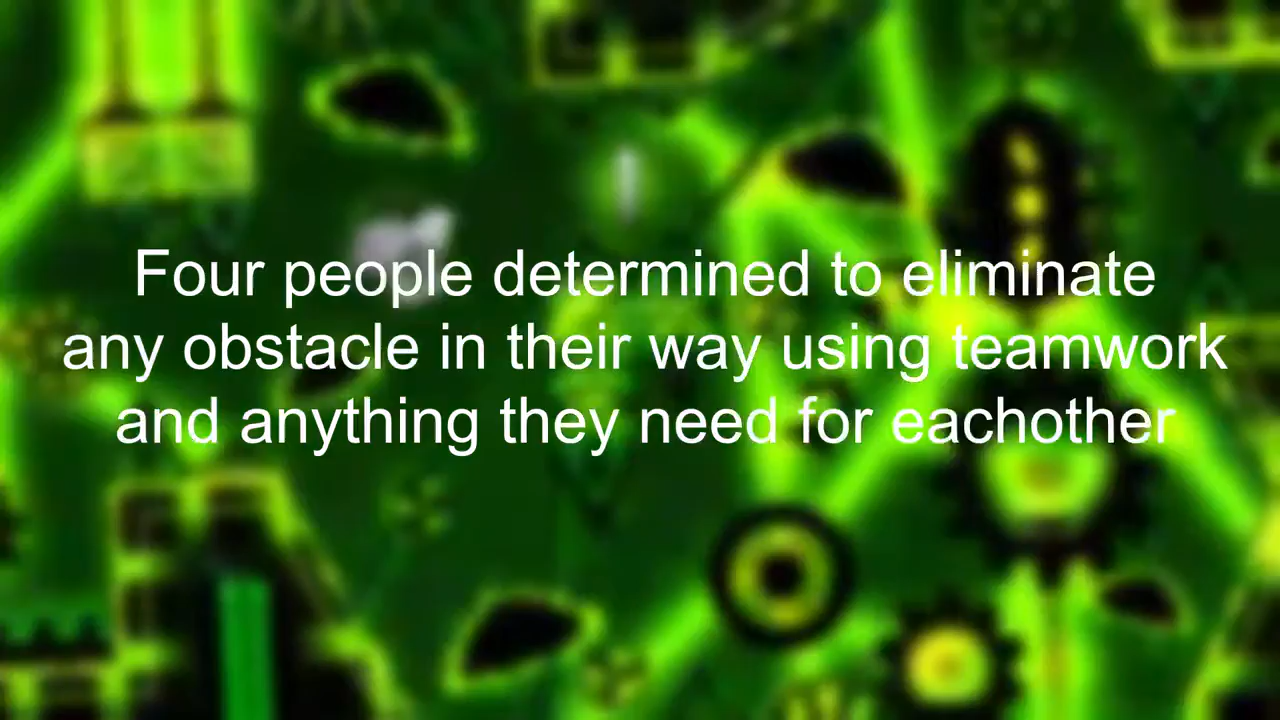 Four people determined to eliminate
any obstacle in their way using teamwork
and anything they need for eachother